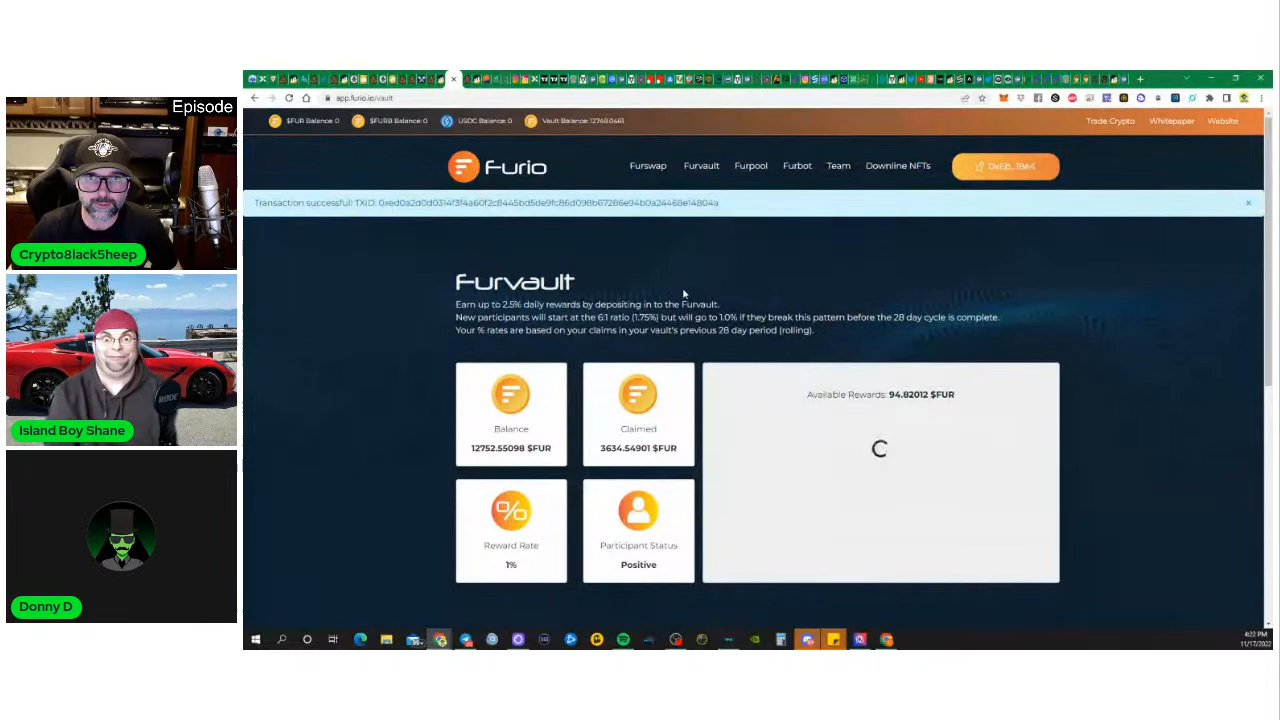 Episode
Crypto8lack5heep
Island Boy Shane
Donny D
app.furio.io/vault
$FUR Balance: 0
$FURB Balance: 0
USDC Balance: 0
Vault Balance: 12748.0461
Trade Crypto
Whitepaper
Website
Furio
Furswap
Furvault
Furpool
Furbot
Team
Downline NFTs
Transaction successful! TXID:
Furvault
Earn up to 2.5% daily rewards by depositing in to the Furvault.
New participants will start at the 6:1 ratio (1.75%) but will go to 1.0% if they break this pattern before the 28 day cycle is complete.
Your % rates are based on your claims in your vault's previous 28 day period (rolling).
Balance
12752.55098 $FUR
Claimed
3634.54901 $FUR
Available Rewards: 94.82012 $FUR
Reward Rate
1%
Participant Status
Positive
4:22 PM
11/17/2022